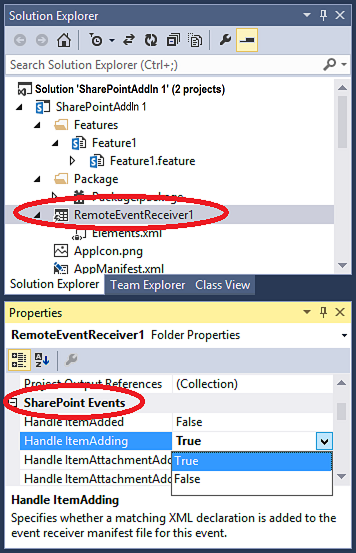 Solution Explorer
Search Solution Explorer (Ctrl+;)
Solution 'SharePointAddIn 1' (2 projects)
SharePointAddIn 1
Features
Feature1
Feature1.feature
Package
Package.package
RemoteEventReceiver1
Elements.xml
AppIcon.png
AppManifest.xml
Solution Explorer Team Explorer Class View
Properties
RemoteEventReceiver1 Folder Properties
Project Output References (Collection)
SharePoint Events
Handle ItemAdded False
Handle ItemAdding True
Handle ItemAttachmentAdd True
Handle ItemAttachmentAdd False
Handle ItemAdding
Specifies whether a matching XML declaration is added to the
event receiver manifest file for this event.